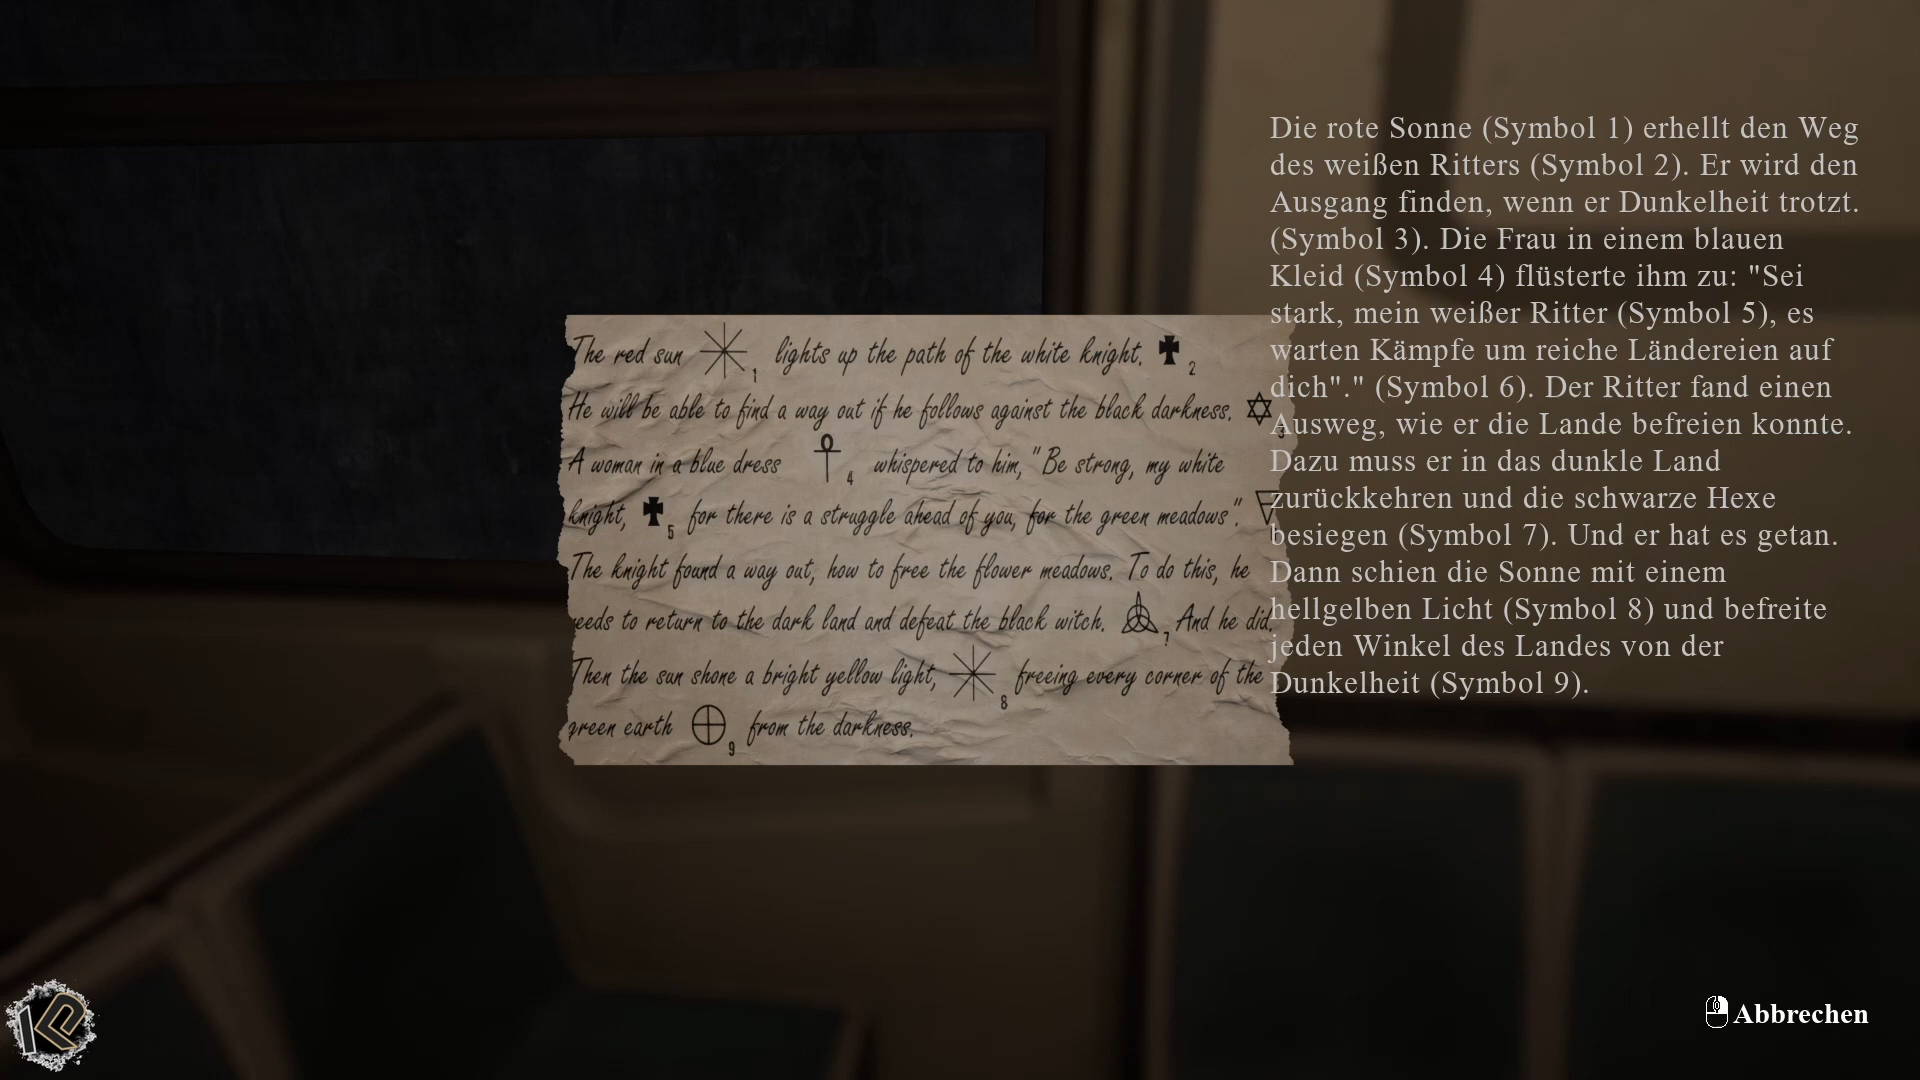 The red sun 1 lights up the path of the white knight. 2
He will be able to find a way out if he follows against the black darkness. 3
A woman in a blue dress 4 whispered to him, "Be strong, my white
knight, 5 for there is a struggle ahead of you, for the green meadows".
The knight found a way out, how to free the flower meadows. To do this, he
needs to return to the dark land and defeat the black witch. 7 And he did.
Then the sun shone a bright yellow light, 8 freeing every corner of the
green earth 9 from the darkness.
Die rote Sonne (Symbol 1) erhellt den Weg
des weißen Ritters (Symbol 2). Er wird den
Ausgang finden, wenn er Dunkelheit trotzt.
(Symbol 3). Die Frau in einem blauen
Kleid (Symbol 4) flüsterte ihm zu: "Sei
stark, mein weißer Ritter (Symbol 5), es
warten Kämpfe um reiche Ländereien auf
dich"." (Symbol 6). Der Ritter fand einen
Ausweg, wie er die Lande befreien konnte.
Dazu muss er in das dunkle Land
zurückkehren und die schwarze Hexe
besiegen (Symbol 7). Und er hat es getan.
Dann schien die Sonne mit einem
hellgelben Licht (Symbol 8) und befreite
jeden Winkel des Landes von der
Dunkelheit (Symbol 9).
Abbrechen